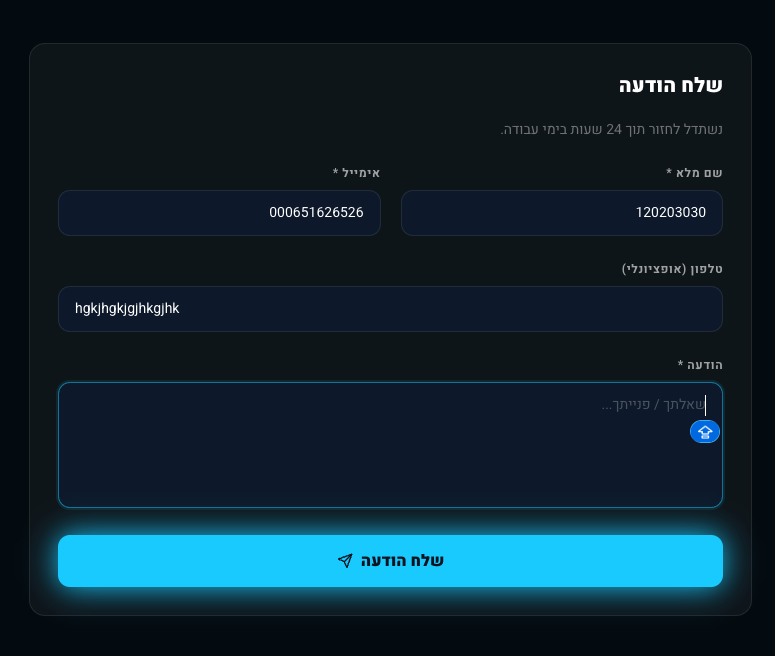 שלח הודעה
נשתדל לחזור תוך 24 שעות בימי עבודה.
שם מלא *
120203030
אימייל *
000651626526
טלפון (אופציונלי)
hgkjhgkjgjhkgjhk
הודעה *
שאלתך / פנייתך...
שלח הודעה